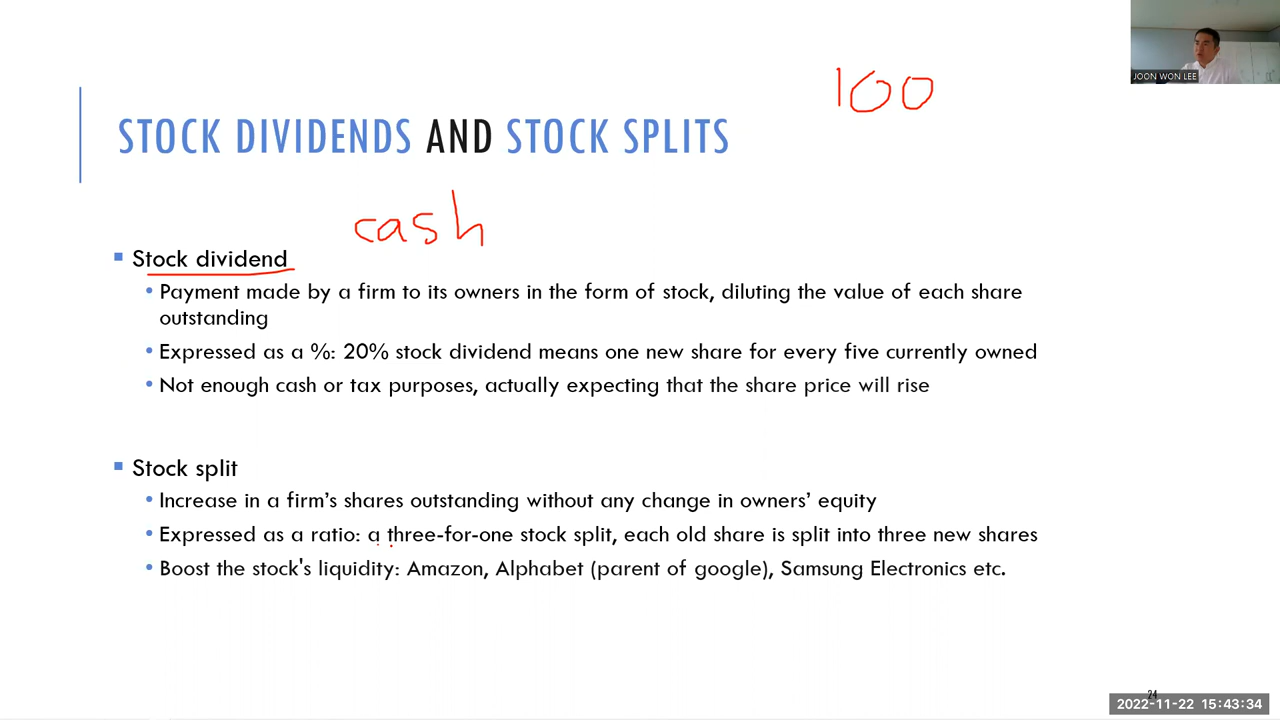 JOON WON LEE
100
STOCK DIVIDENDS AND STOCK SPLITS
cash
▪ Stock dividend
• Payment made by a firm to its owners in the form of stock, diluting the value of each share
outstanding
• Expressed as a %: 20% stock dividend means one new share for every five currently owned
• Not enough cash or tax purposes, actually expecting that the share price will rise
▪ Stock split
• Increase in a firm’s shares outstanding without any change in owners’ equity
• Expressed as a ratio: a three-for-one stock split, each old share is split into three new shares
• Boost the stock's liquidity: Amazon, Alphabet (parent of google), Samsung Electronics etc.
24
2022-11-22 15:43:34